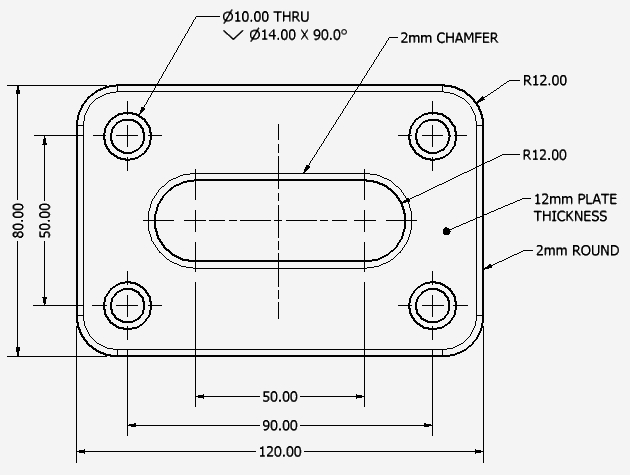 Ø10.00 THRU
Ø14.00 X 90.0°
2mm CHAMFER
R12.00
R12.00
12mm PLATE
THICKNESS
2mm ROUND
80.00
50.00
50.00
90.00
120.00